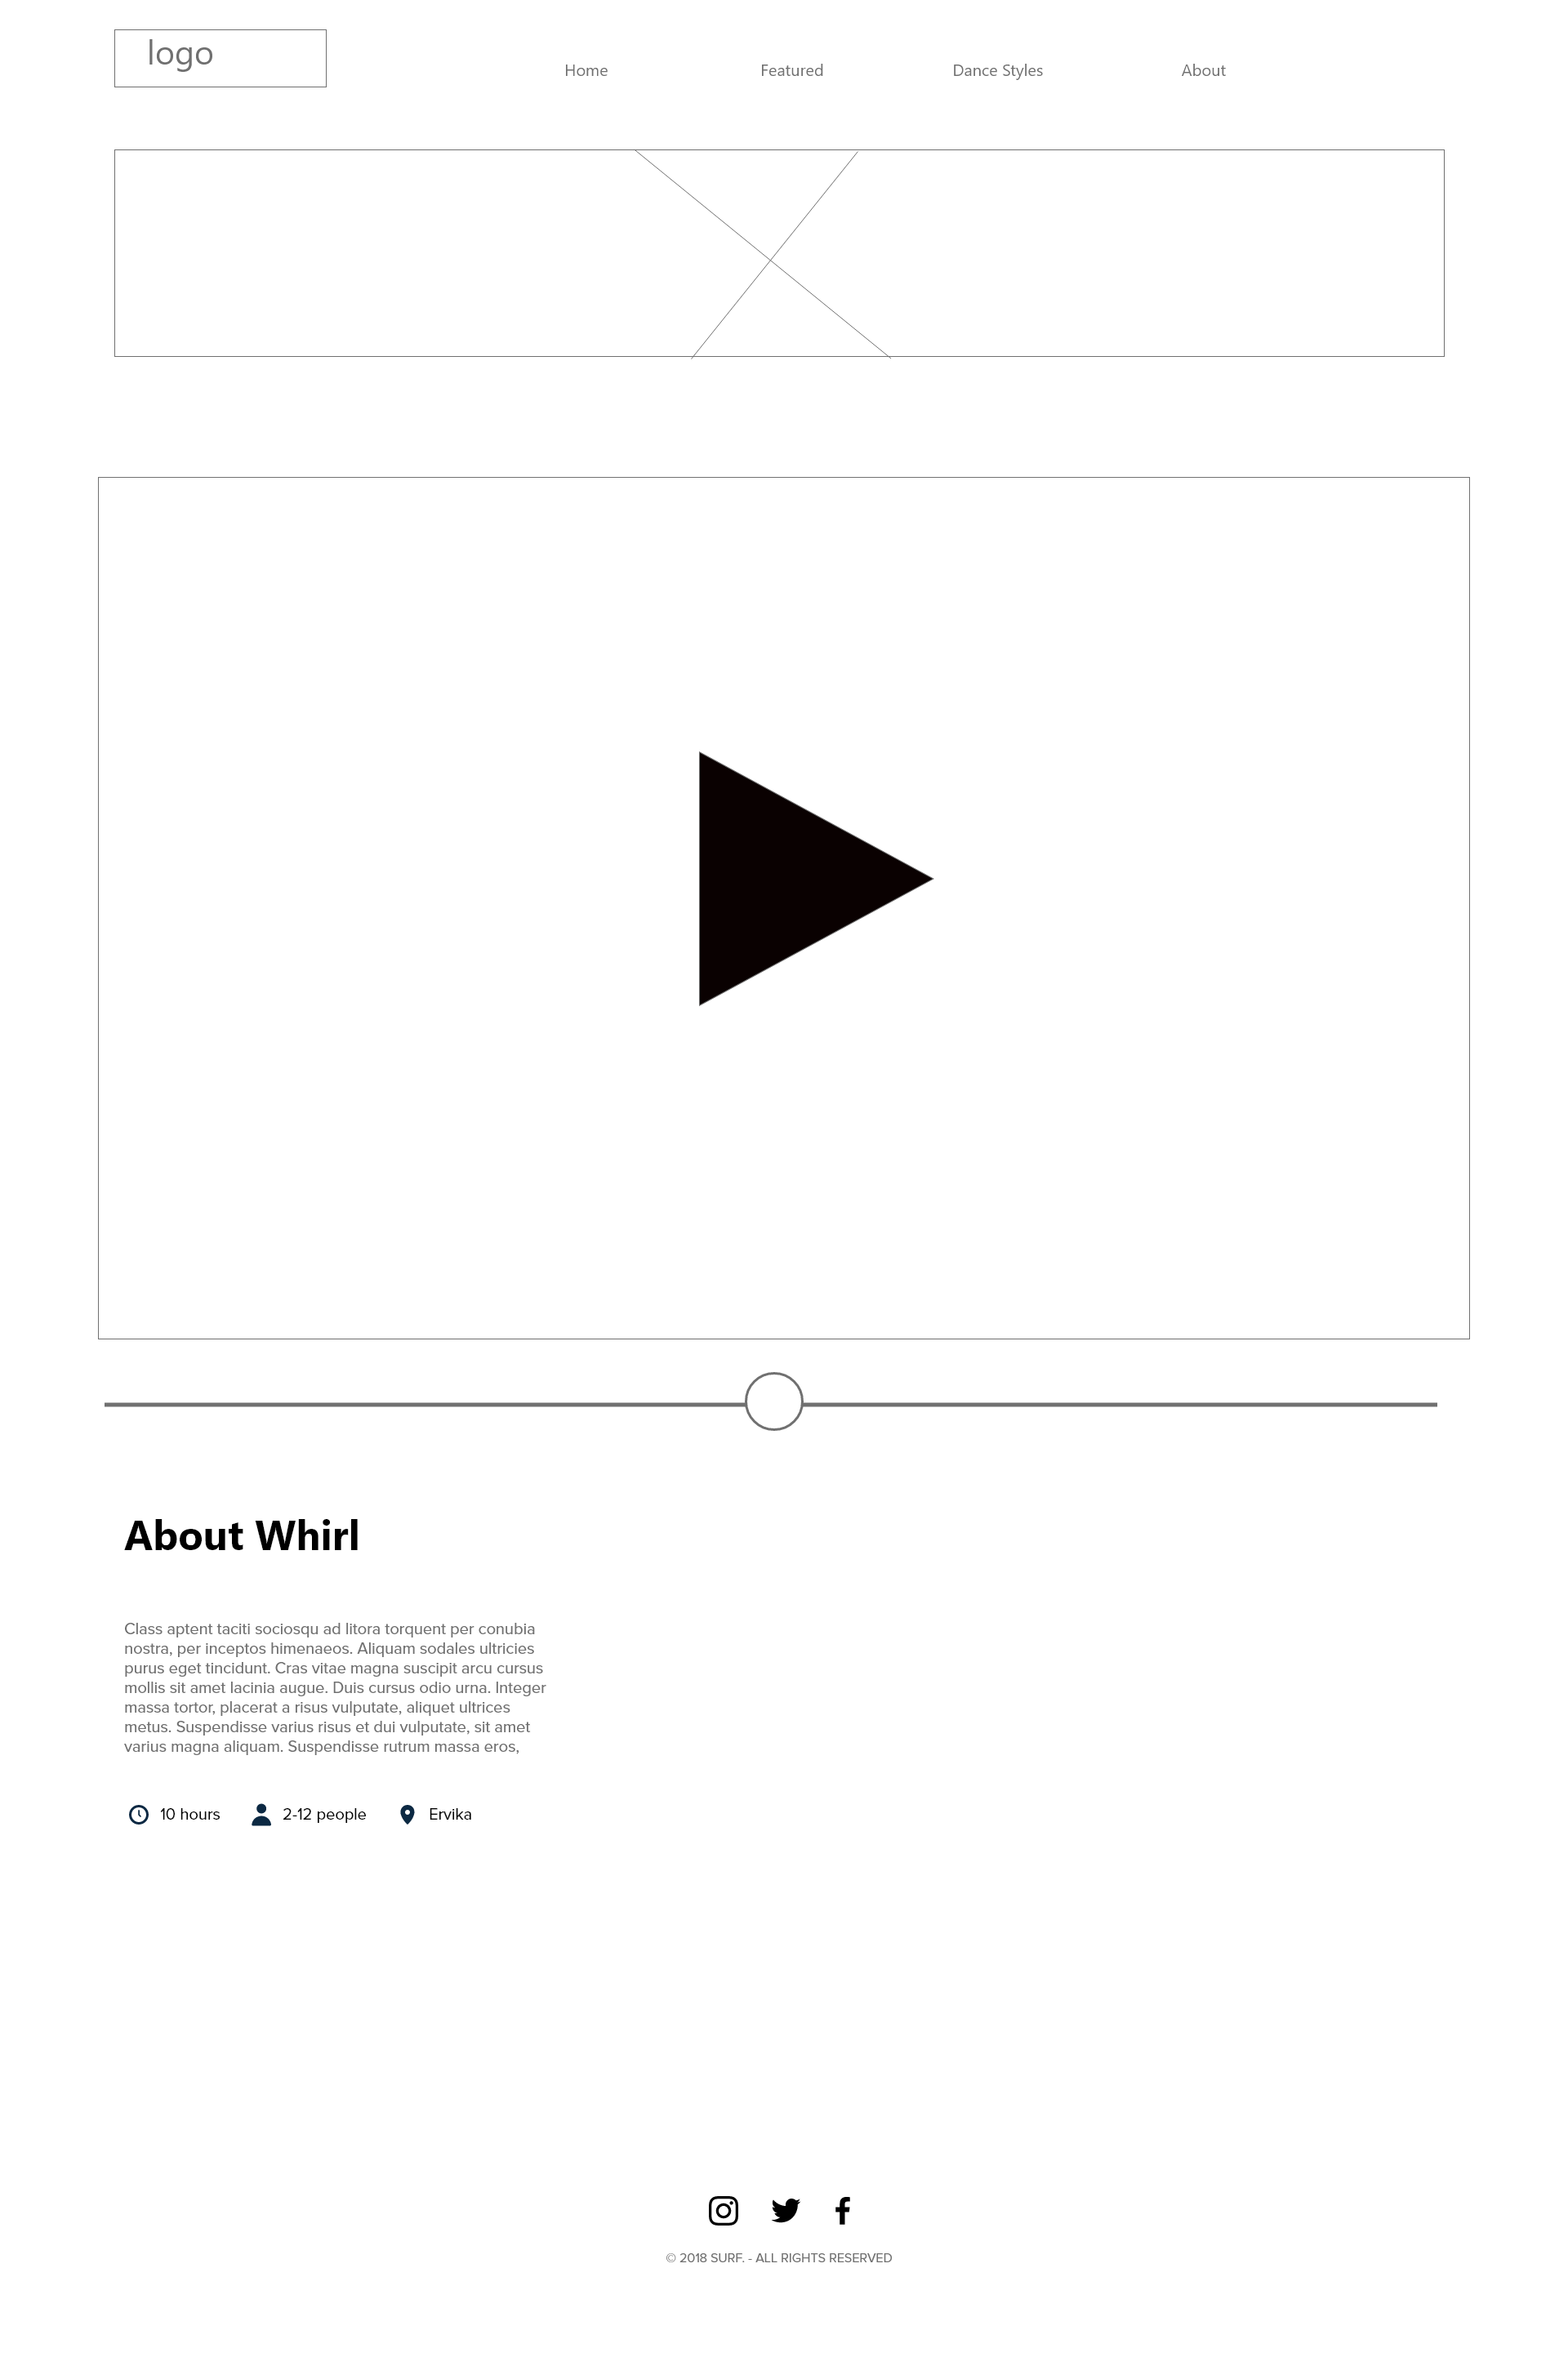 logo
Home Featured Dance Styles About
About Whirl
Class aptent taciti sociosqu ad litora torquent per conubia
nostra, per inceptos himenaeos. Aliquam sodales ultricies
purus eget tincidunt. Cras vitae magna suscipit arcu cursus
mollis sit amet lacinia augue. Duis cursus odio urna. Integer
massa tortor, placerat a risus vulputate, aliquet ultrices
metus. Suspendisse varius risus et dui vulputate, sit amet
varius magna aliquam. Suspendisse rutrum massa eros,
10 hours 2-12 people Ervika
© 2018 SURF. - ALL RIGHTS RESERVED